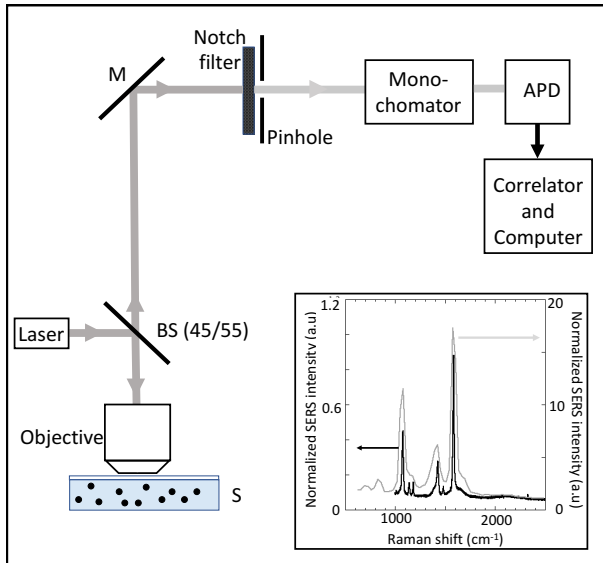 M
Notch
filter
Pinhole
Mono-
chomator
APD
Correlator
and
Computer
Laser
BS (45/55)
Objective
S
Normalized SERS intensity (a.u)
1.2
0.6
0
1000
2000
Raman shift (cm⁻¹)
20
10
0
Normalized SERS intensity
(a.u)